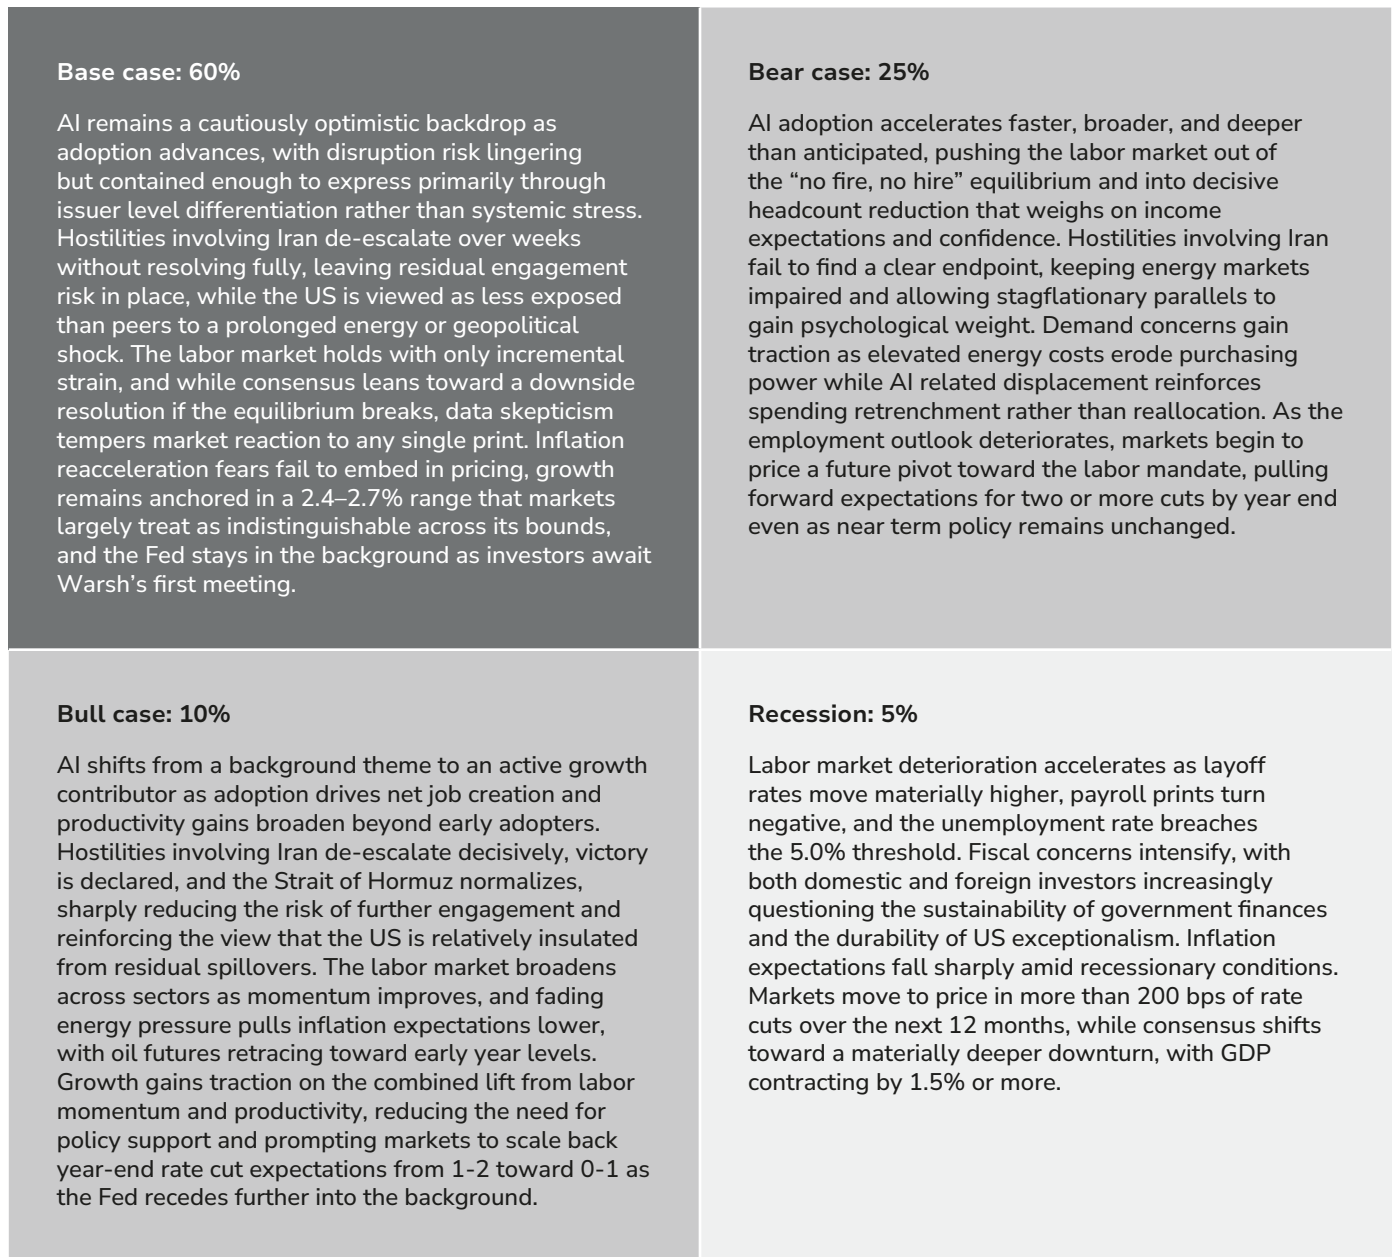 Base case: 60%
AI remains a cautiously optimistic backdrop as
adoption advances, with disruption risk lingering
but contained enough to express primarily through
issuer level differentiation rather than systemic stress.
Hostilities involving Iran de-escalate over weeks
without resolving fully, leaving residual engagement
risk in place, while the US is viewed as less exposed
than peers to a prolonged energy or geopolitical
shock. The labor market holds with only incremental
strain, and while consensus leans toward a downside
resolution if the equilibrium breaks, data skepticism
tempers market reaction to any single print. Inflation
reacceleration fears fail to embed in pricing, growth
remains anchored in a 2.4–2.7% range that markets
largely treat as indistinguishable across its bounds,
and the Fed stays in the background as investors await
Warsh’s first meeting.
Bear case: 25%
AI adoption accelerates faster, broader, and deeper
than anticipated, pushing the labor market out of
the “no fire, no hire” equilibrium and into decisive
headcount reduction that weighs on income
expectations and confidence. Hostilities involving Iran
fail to find a clear endpoint, keeping energy markets
impaired and allowing stagflationary parallels to
gain psychological weight. Demand concerns gain
traction as elevated energy costs erode purchasing
power while AI related displacement reinforces
spending retrenchment rather than reallocation. As the
employment outlook deteriorates, markets begin to
price a future pivot toward the labor mandate, pulling
forward expectations for two or more cuts by year end
even as near term policy remains unchanged.
Bull case: 10%
AI shifts from a background theme to an active growth
contributor as adoption drives net job creation and
productivity gains broaden beyond early adopters.
Hostilities involving Iran de-escalate decisively, victory
is declared, and the Strait of Hormuz normalizes,
sharply reducing the risk of further engagement and
reinforcing the view that the US is relatively insulated
from residual spillovers. The labor market broadens
across sectors as momentum improves, and fading
energy pressure pulls inflation expectations lower,
with oil futures retracing toward early year levels.
Growth gains traction on the combined lift from labor
momentum and productivity, reducing the need for
policy support and prompting markets to scale back
year-end rate cut expectations from 1-2 toward 0-1 as
the Fed recedes further into the background.
Recession: 5%
Labor market deterioration accelerates as layoff
rates move materially higher, payroll prints turn
negative, and the unemployment rate breaches
the 5.0% threshold. Fiscal concerns intensify, with
both domestic and foreign investors increasingly
questioning the sustainability of government finances
and the durability of US exceptionalism. Inflation
expectations fall sharply amid recessionary conditions.
Markets move to price in more than 200 bps of rate
cuts over the next 12 months, while consensus shifts
toward a materially deeper downturn, with GDP
contracting by 1.5% or more.